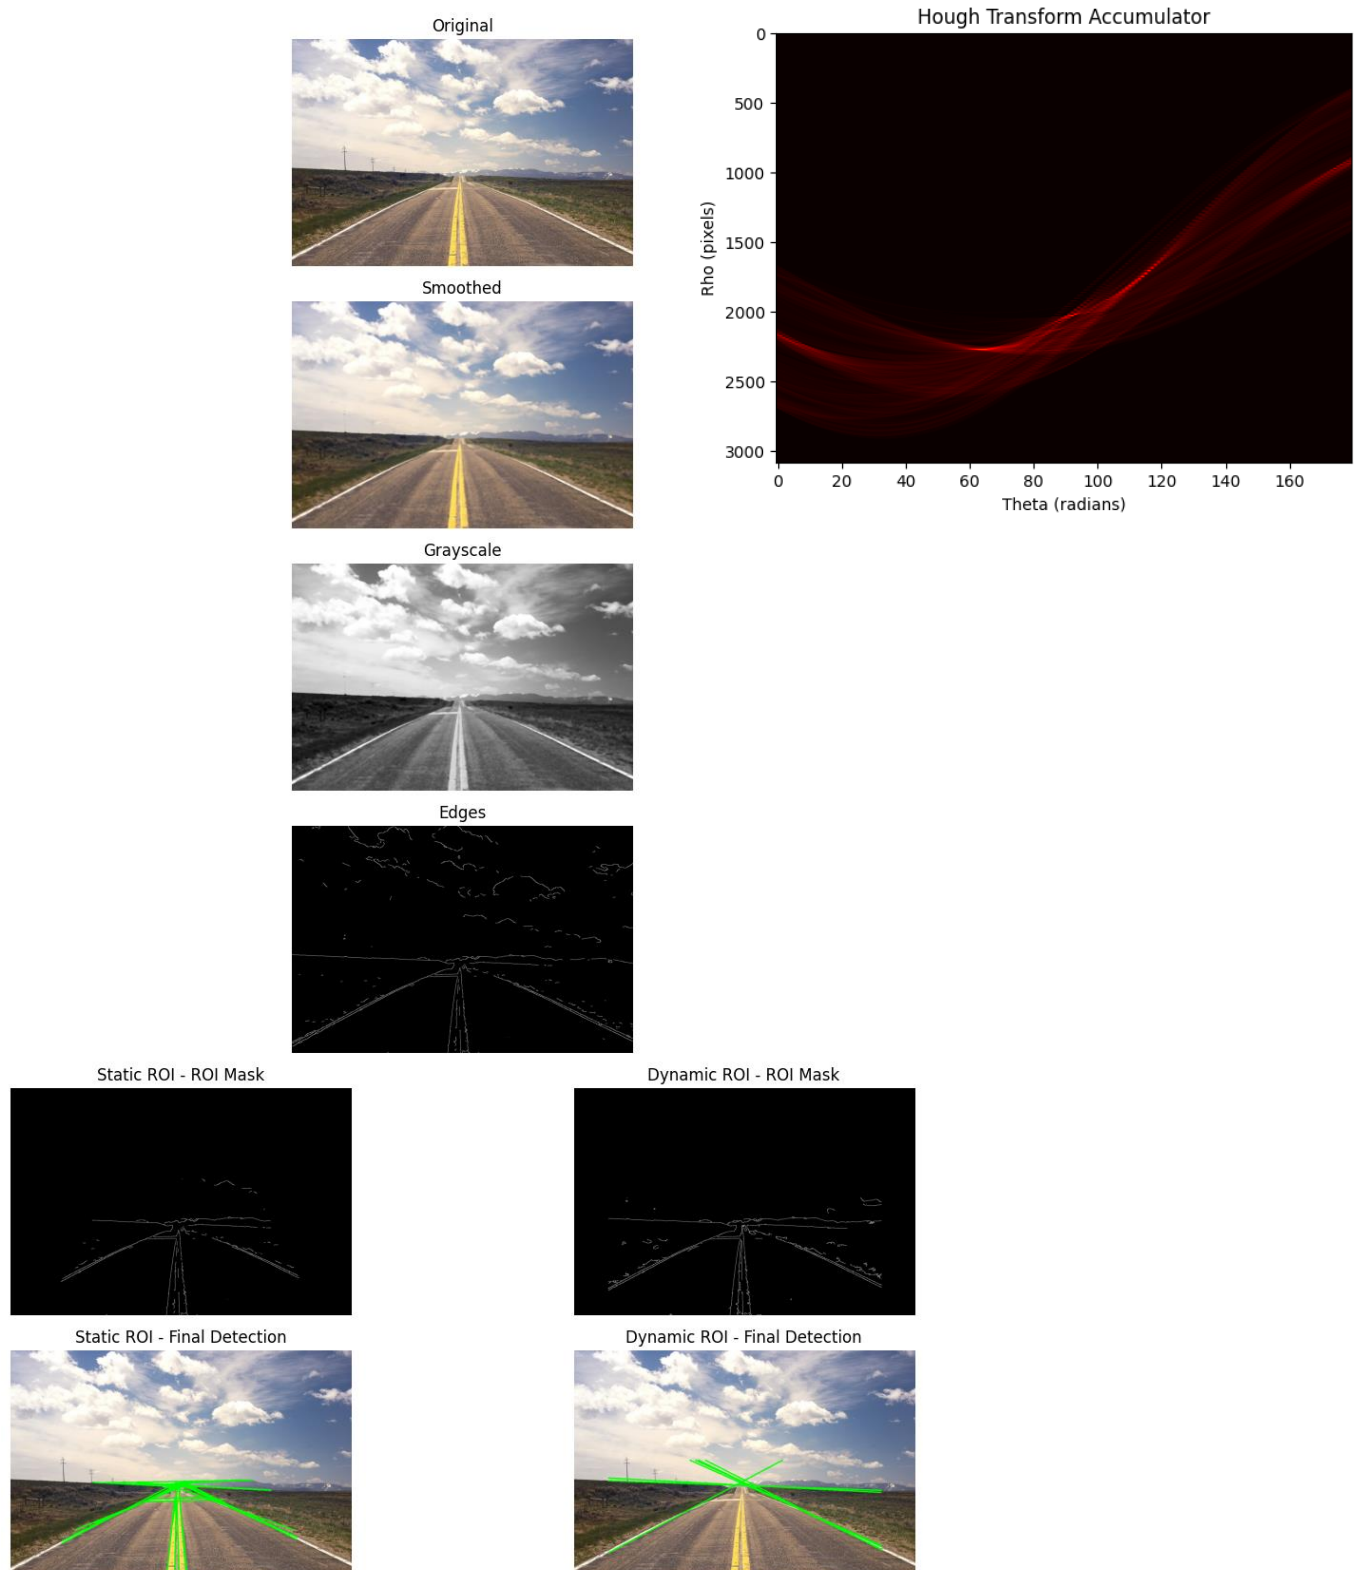 Original
Hough Transform Accumulator
0
500
1000
1500
2000
2500
3000
Rho (pixels)
0 20 40 60 80 100 120 140 160
Theta (radians)
Smoothed
Grayscale
Edges
Static ROI - ROI Mask
Dynamic ROI - ROI Mask
Static ROI - Final Detection
Dynamic ROI - Final Detection